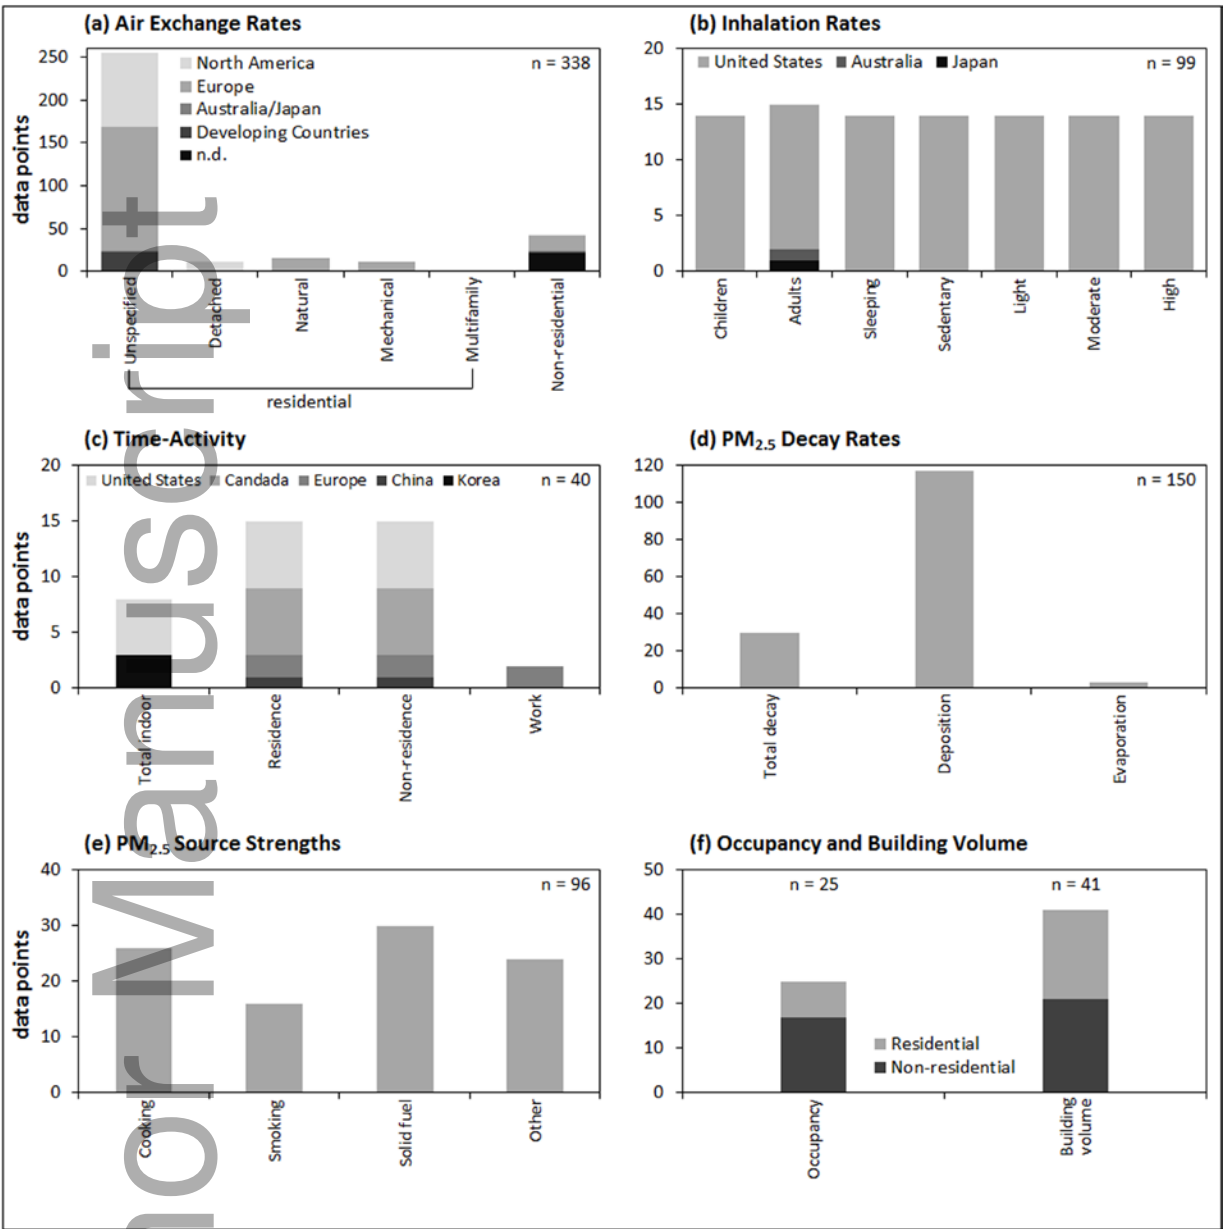 (a) Air Exchange Rates
250
200
150
100
50
0
data points
North America
Europe
Australia/Japan
Developing Countries
n.d.
n = 338
Unspecified
Detached
Natural
Mechanical
Multifamily
Non-residential
residential
(b) Inhalation Rates
20
15
10
5
0
United States Australia Japan
n = 99
Children
Adults
Sleeping
Sedentary
Light
Moderate
High
(c) Time-Activity
20
15
10
5
0
data points
United States Candada Europe China Korea
n = 40
Total indoor
Residence
Non-residence
Work
(d) PM2.5 Decay Rates
120
100
80
60
40
20
0
n = 150
Total decay
Deposition
Evaporation
(e) PM2.5 Source Strengths
40
30
20
10
0
data points
n = 96
Cooking
Smoking
Solid fuel
Other
(f) Occupancy and Building Volume
50
40
30
20
10
0
n = 25
n = 41
Residential
Non-residential
Occupancy
Building
volume
hor Manuscript